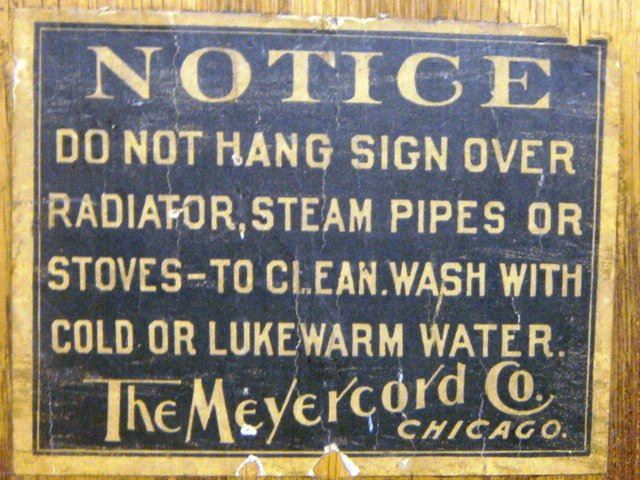 NOTICE
DO NOT HANG SIGN OVER
RADIATOR, STEAM PIPES OR
STOVES-TO CLEAN. WASH WITH
COLD OR LUKEWARM WATER.
The Meyercord Co.
CHICAGO.